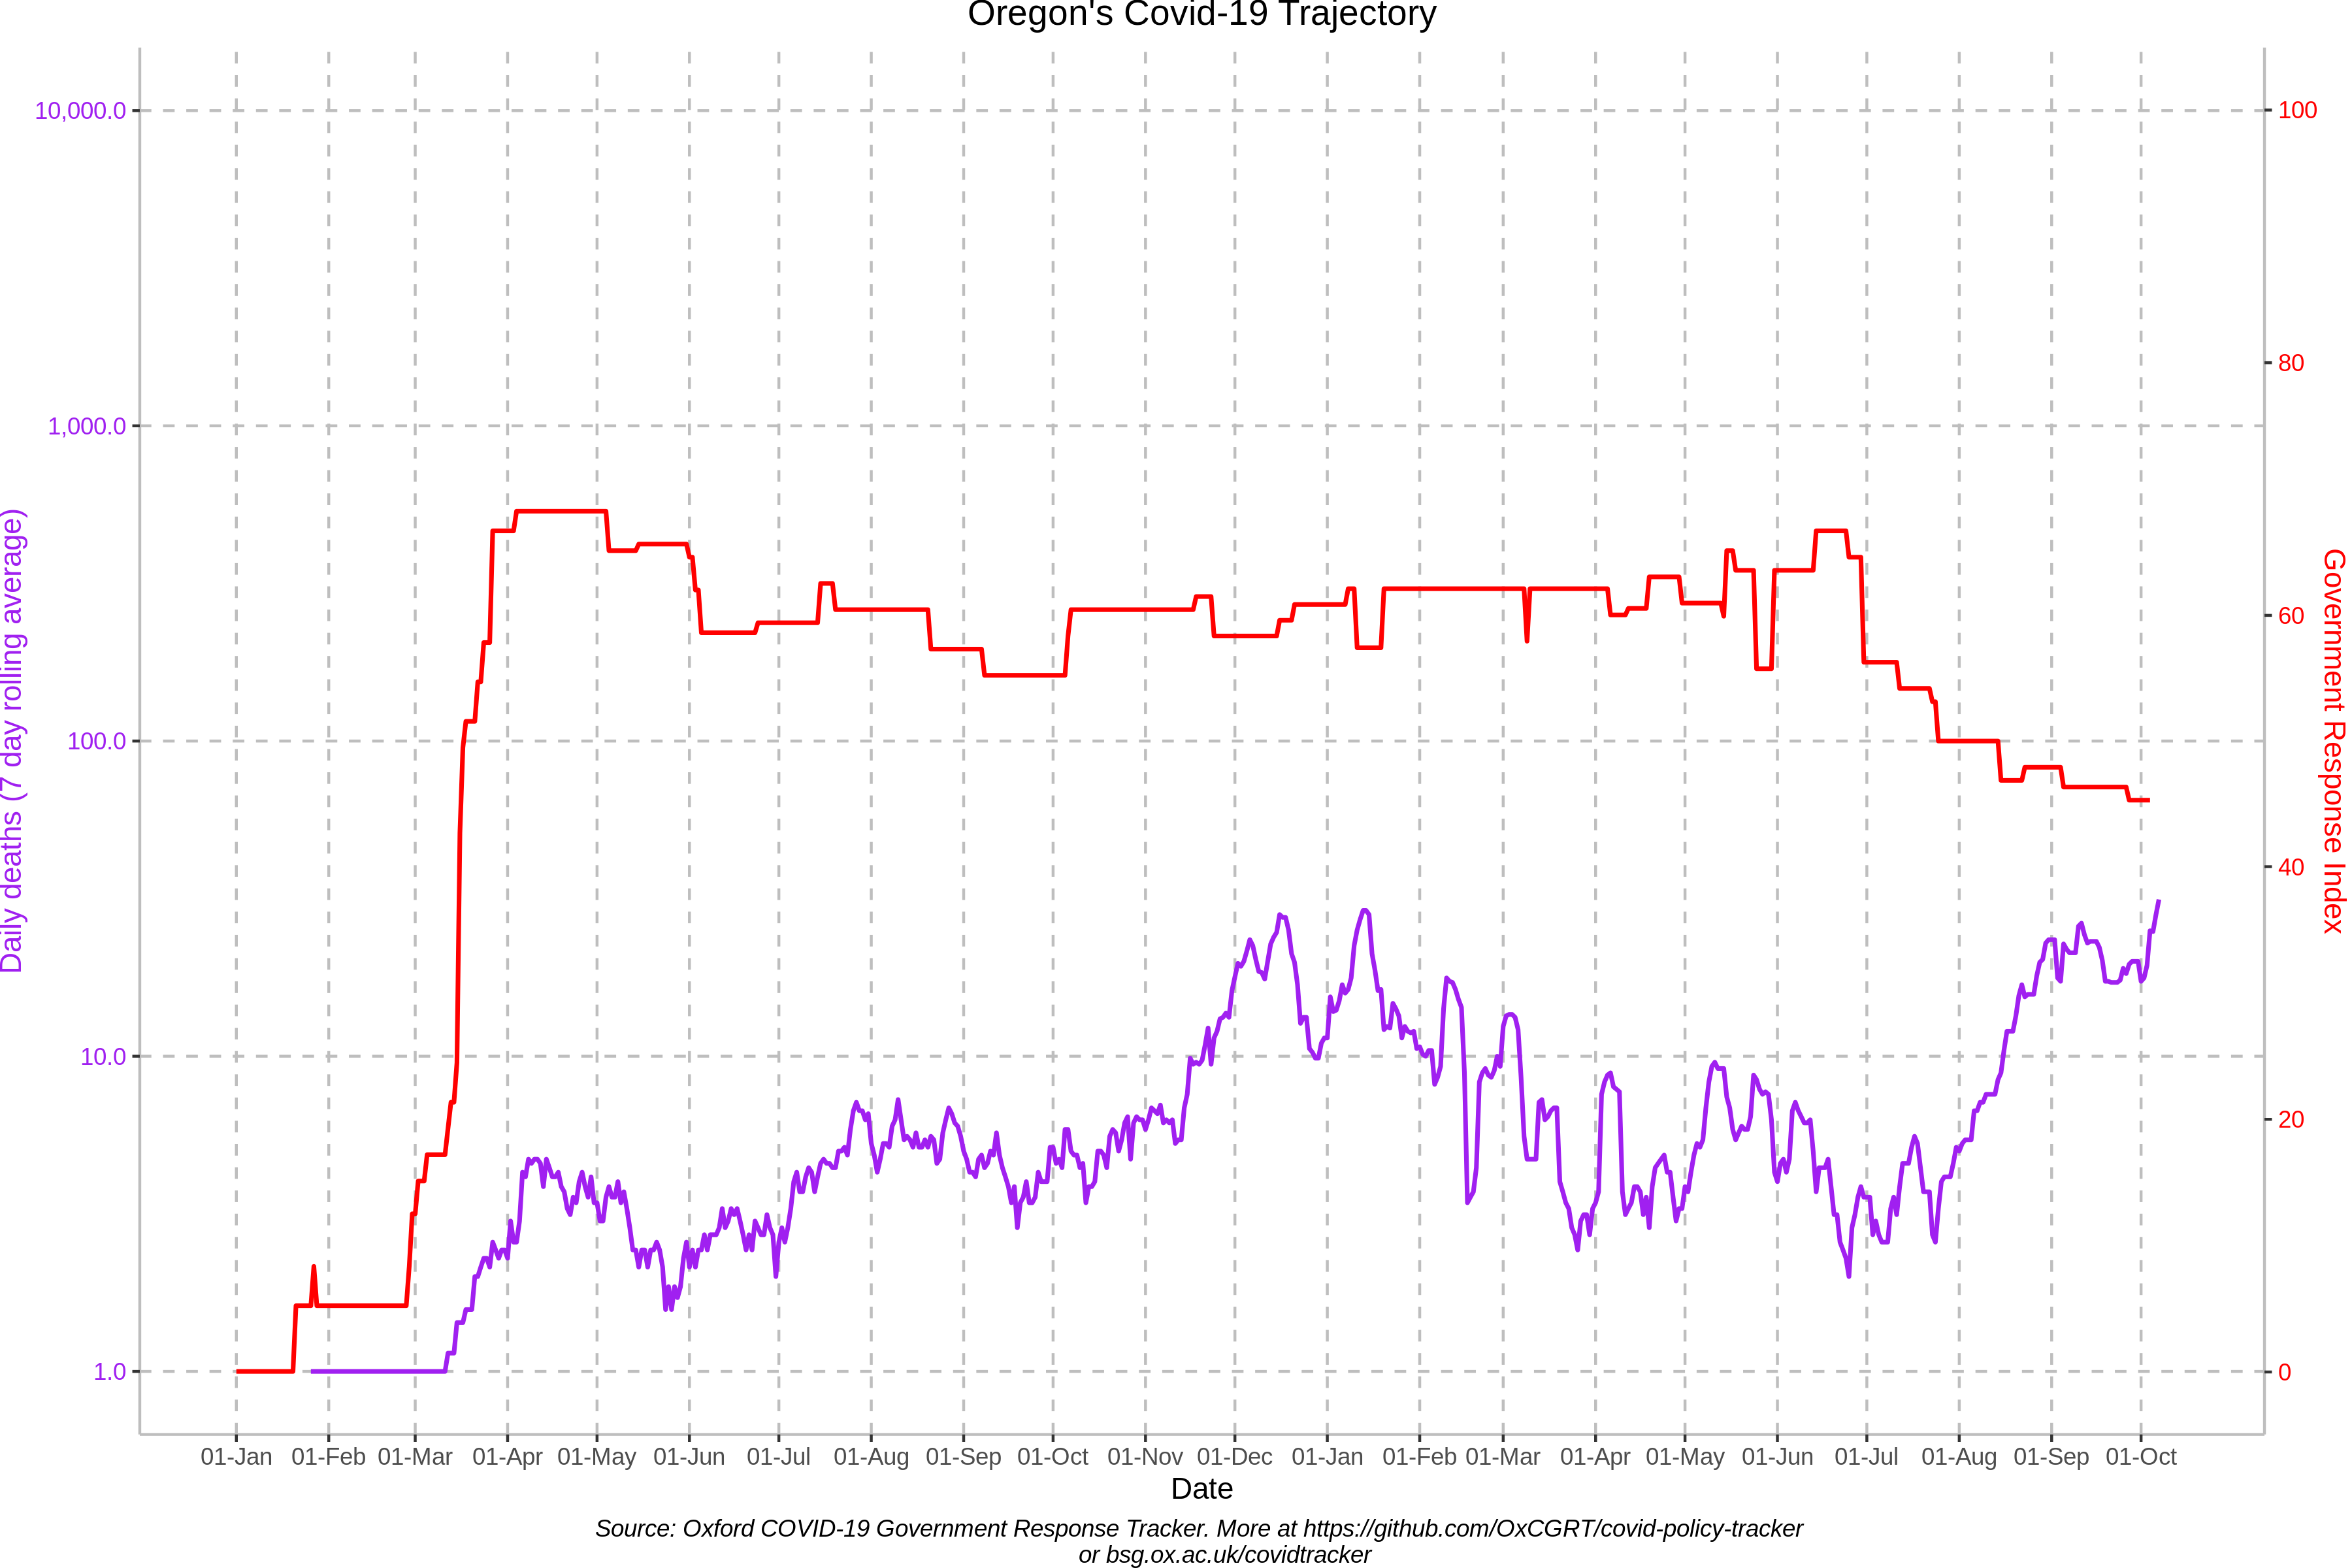 Oregon's Covid-19 Trajectory
10,000.0
1,000.0
100.0
10.0
1.0
Daily deaths (7 day rolling average)
100
80
60
40
20
0
Government Response Index
01-Jan 01-Feb 01-Mar 01-Apr 01-May 01-Jun 01-Jul 01-Aug 01-Sep 01-Oct 01-Nov 01-Dec 01-Jan 01-Feb 01-Mar 01-Apr 01-May 01-Jun 01-Jul 01-Aug 01-Sep 01-Oct
Date
Source: Oxford COVID-19 Government Response Tracker. More at https://github.com/OxCGRT/covid-policy-tracker
or bsg.ox.ac.uk/covidtracker